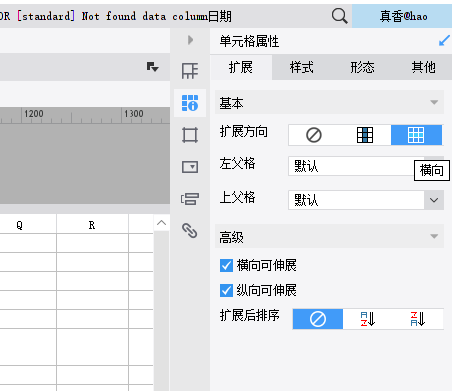 OR [standard] Not found data column日期
真香@hao
单元格属性
扩展
样式
形态
其他
基本
扩展方向
左父格
默认
横向
上父格
默认
高级
横向可伸展
纵向可伸展
扩展后排序
1200
1300
Q
R